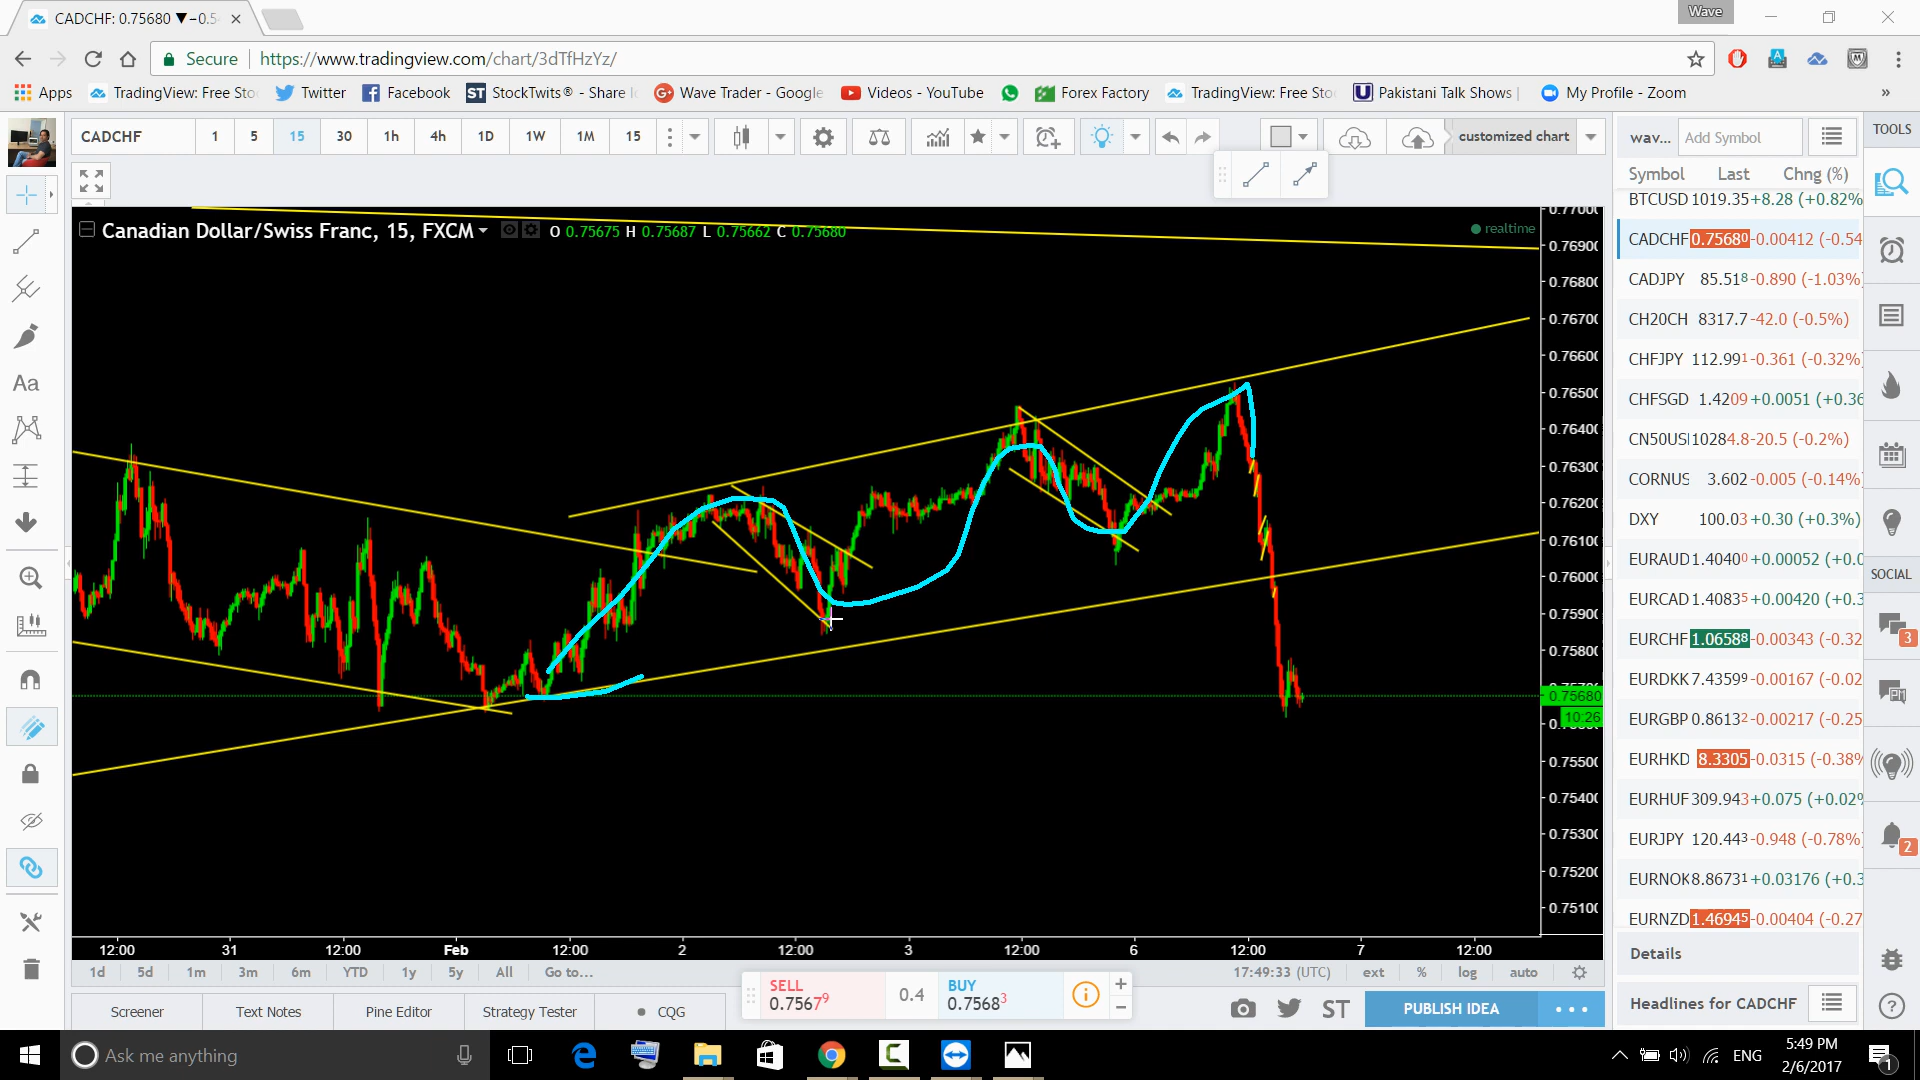 CADCHF: 0.75680 ▼ −0.5
Wave
Secure https://www.tradingview.com/chart/3dTfHzYz/
Apps TradingView: Free Sto Twitter Facebook StockTwits® - Share Wave Trader - Google Videos - YouTube Forex Factory TradingView: Free Sto Pakistani Talk Shows | My Profile - Zoom »
CADCHF 1 5 15 30 1h 4h 1D 1W 1M 15 customized chart wav... Add Symbol TOOLS
Symbol Last Chng (%)
Canadian Dollar/Swiss Franc, 15, FXCM O 0.75675 H 0.75687 L 0.75662 C 0.75680
realtime
0.7690
0.7680
0.7670
0.7660
0.7650
0.7640
0.7630
0.7620
0.7610
0.7600
0.7590
0.7580
0.75680
10:26
0.7550
0.7540
0.7530
0.7520
0.7510
BTCUSD 1019.35 +8.28 (+0.82%
CADCHF 0.75680 -0.00412 (-0.54
CADJPY 85.518 -0.890 (-1.03%
CH20CH 8317.7 -42.0 (-0.5%)
CHFJPY 112.991 -0.361 (-0.32%
CHFSGD 1.4209 +0.0051 (+0.36
CN50US 10284.8 -20.5 (-0.2%)
CORNUS 3.602 -0.005 (-0.14%
DXY 100.03 +0.30 (+0.3%)
EURAUD 1.40400 +0.00052 (+0.0
EURCAD 1.40835 +0.00420 (+0.3
EURCHF 1.06588 -0.00343 (-0.32
EURDKK 7.43599 -0.00167 (-0.02
EURGBP 0.86132 -0.00217 (-0.25
EURHKD 8.3305 -0.0315 (-0.38%
EURHUF 309.943 +0.075 (+0.02%
EURJPY 120.443 -0.948 (-0.78%
EURNOK 8.86731 +0.03176 (+0.3
EURNZD 1.46945 -0.00404 (-0.27
SOCIAL
3
PM
2
Aa
12:00 31 12:00 Feb 12:00 2 12:00 3 12:00 6 12:00 7 12:00
1d 5d 1m 3m 6m YTD 1y 5y All Go to... 17:49:33 (UTC) ext % log auto
Details
SELL
0.75679
0.4
BUY
0.75683
Screener Text Notes Pine Editor Strategy Tester CQG
ST PUBLISH IDEA
Headlines for CADCHF
Ask me anything
ENG
5:49 PM
2/6/2017
1